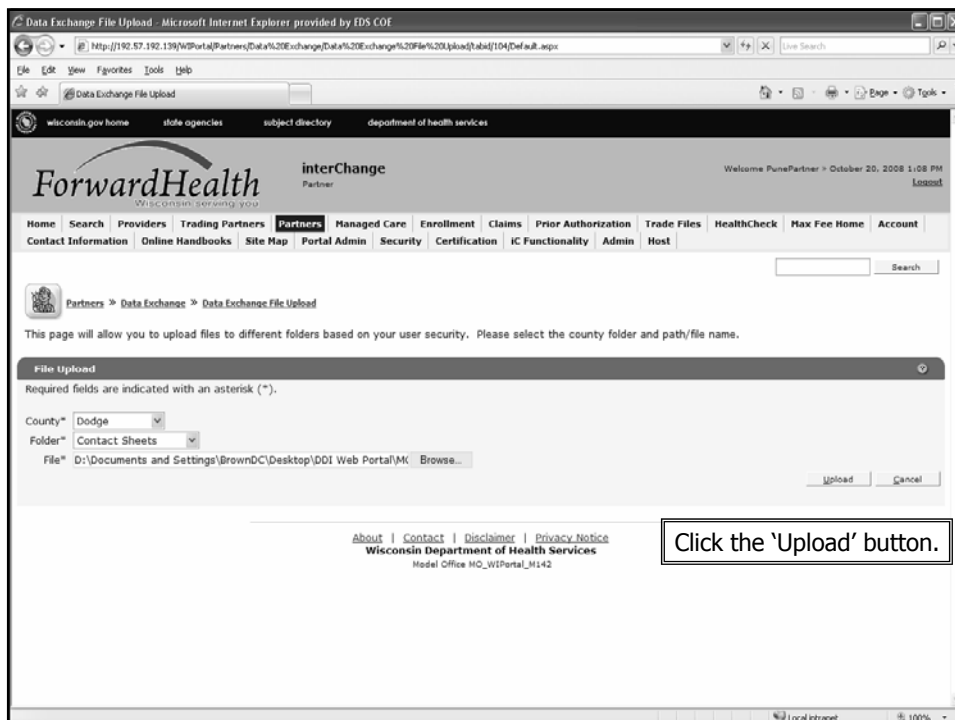 Data Exchange File Upload - Microsoft Internet Explorer provided by EDS COE
http://192.57.192.139/WIPortal/Partners/Data%20Exchange/Data%20Exchange%20File%20Upload/tabid/104/Default.aspx
Live Search
File Edit View Favorites Tools Help
Data Exchange File Upload
Page Tools
wisconsin.gov home state agencies subject directory department of health services
ForwardHealth
Wisconsin serving you
interChange
Partner
Welcome PunePartner > October 20, 2008 1:08 PM
Logout
Home Search Providers Trading Partners Partners Managed Care Enrollment Claims Prior Authorization Trade Files HealthCheck Max Fee Home Account
Contact Information Online Handbooks Site Map Portal Admin Security Certification iC Functionality Admin Host
Search
Partners » Data Exchange » Data Exchange File Upload
This page will allow you to upload files to different folders based on your user security. Please select the county folder and path/file name.
File Upload
Required fields are indicated with an asterisk (*).
County* Dodge
Folder* Contact Sheets
File* D:\Documents and Settings\BrownDC\Desktop\DDI Web Portal\MO Browse...
Upload Cancel
About | Contact | Disclaimer | Privacy Notice
Wisconsin Department of Health Services
Model Office MO_WIPortal_M142
Click the ‘Upload’ button.
Local intranet 100%